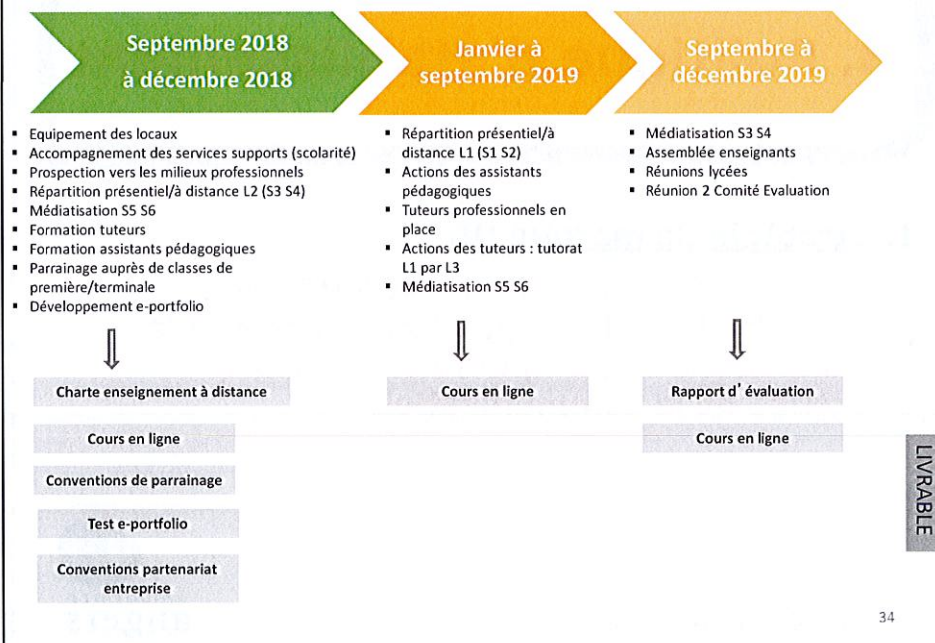 Septembre 2018
à décembre 2018
Janvier à
septembre 2019
Septembre à
décembre 2019
▪ Equipement des locaux
▪ Accompagnement des services supports (scolarité)
▪ Prospection vers les milieux professionnels
▪ Répartition présentiel/à distance L2 (S3 S4)
▪ Médiatisation S5 S6
▪ Formation tuteurs
▪ Formation assistants pédagogiques
▪ Parrainage auprès de classes de
première/terminale
▪ Développement e-portfolio
▪ Répartition présentiel/à
distance L1 (S1 S2)
▪ Actions des assistants
pédagogiques
▪ Tuteurs professionnels en
place
▪ Actions des tuteurs : tutorat
L1 par L3
▪ Médiatisation S5 S6
▪ Médiatisation S3 S4
▪ Assemblée enseignants
▪ Réunions lycées
▪ Réunion 2 Comité Evaluation
Charte enseignement à distance
Cours en ligne
Conventions de parrainage
Test e-portfolio
Conventions partenariat
entreprise
Cours en ligne
Rapport d' évaluation
Cours en ligne
LIVRABLE
34